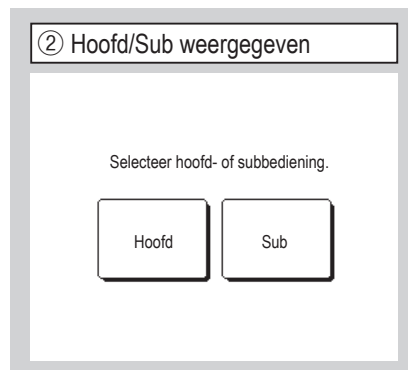 ② Hoofd/Sub weergegeven
Selecteer hoofd- of subbediening.
Hoofd
Sub